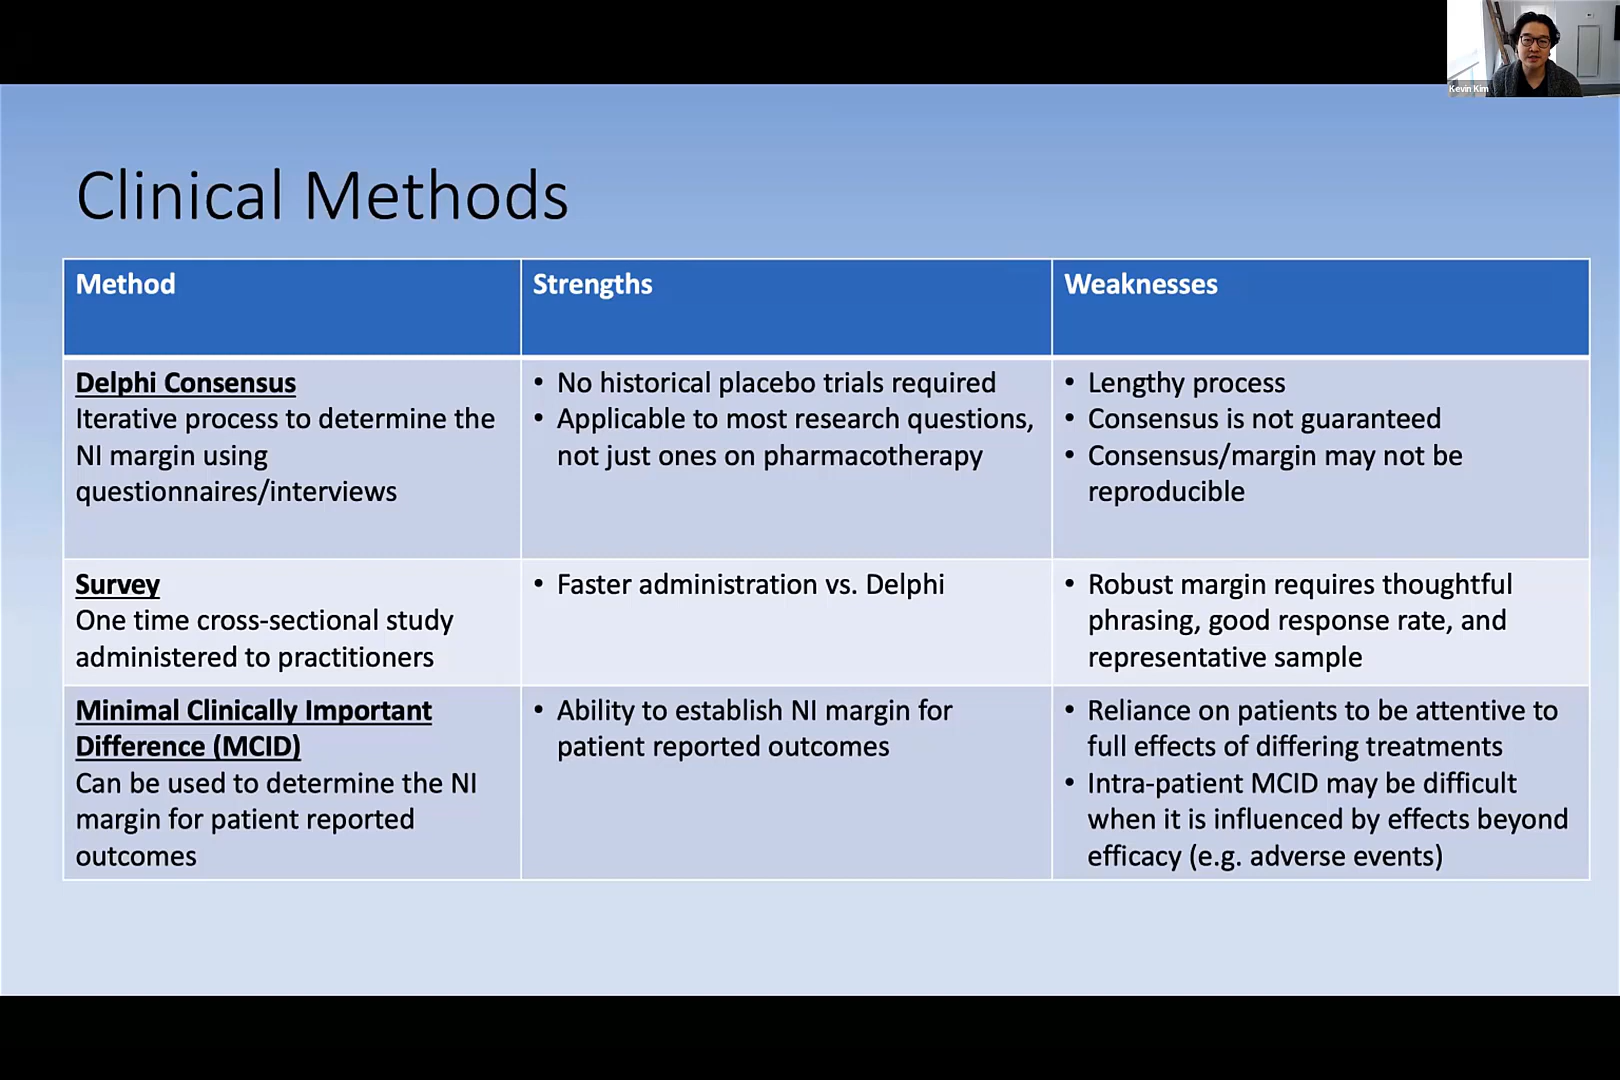 Kevin Kim
Clinical Methods
Method
Strengths
Weaknesses
Delphi Consensus
Iterative process to determine the
NI margin using
questionnaires/interviews
• No historical placebo trials required
• Applicable to most research questions,
not just ones on pharmacotherapy
• Lengthy process
• Consensus is not guaranteed
• Consensus/margin may not be
reproducible
Survey
One time cross-sectional study
administered to practitioners
• Faster administration vs. Delphi
• Robust margin requires thoughtful
phrasing, good response rate, and
representative sample
Minimal Clinically Important
Difference (MCID)
Can be used to determine the NI
margin for patient reported
outcomes
• Ability to establish NI margin for
patient reported outcomes
• Reliance on patients to be attentive to
full effects of differing treatments
• Intra-patient MCID may be difficult
when it is influenced by effects beyond
efficacy (e.g. adverse events)